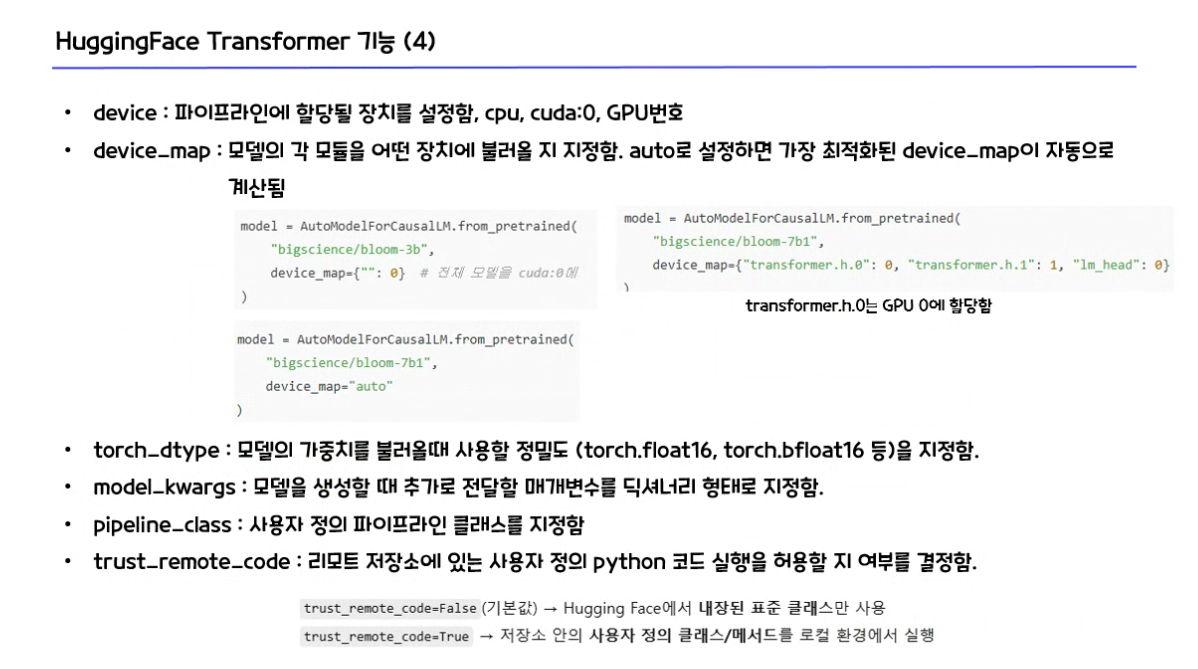 HuggingFace Transformer 기능 (4)
• device : 파이프라인에 할당될 장치를 설정함, cpu, cuda:0, GPU번호
• device_map : 모델의 각 모듈을 어떤 장치에 불러올 지 지정함. auto로 설정하면 가장 최적화된 device_map이 자동으로
계산됨
model = AutoModelForCausalLM.from_pretrained(
"bigscience/bloom-3b",
device_map={"": 0}  # 전체 모델을 cuda:0에
)
model = AutoModelForCausalLM.from_pretrained(
"bigscience/bloom-7b1",
device_map={"transformer.h.0": 0, "transformer.h.1": 1, "lm_head": 0}
)
transformer.h.0는 GPU 0에 할당함
model = AutoModelForCausalLM.from_pretrained(
"bigscience/bloom-7b1",
device_map="auto"
)
• torch_dtype : 모델의 가중치를 불러올때 사용할 정밀도 (torch.float16, torch.bfloat16 등)을 지정함.
• model_kwargs : 모델을 생성할 때 추가로 전달할 매개변수를 딕셔너리 형태로 지정함.
• pipeline_class : 사용자 정의 파이프라인 클래스를 지정함
• trust_remote_code : 리모트 저장소에 있는 사용자 정의 python 코드 실행을 허용할 지 여부를 결정함.
trust_remote_code=False (기본값) → Hugging Face에서 내장된 표준 클래스만 사용
trust_remote_code=True → 저장소 안의 사용자 정의 클래스/메서드를 로컬 환경에서 실행